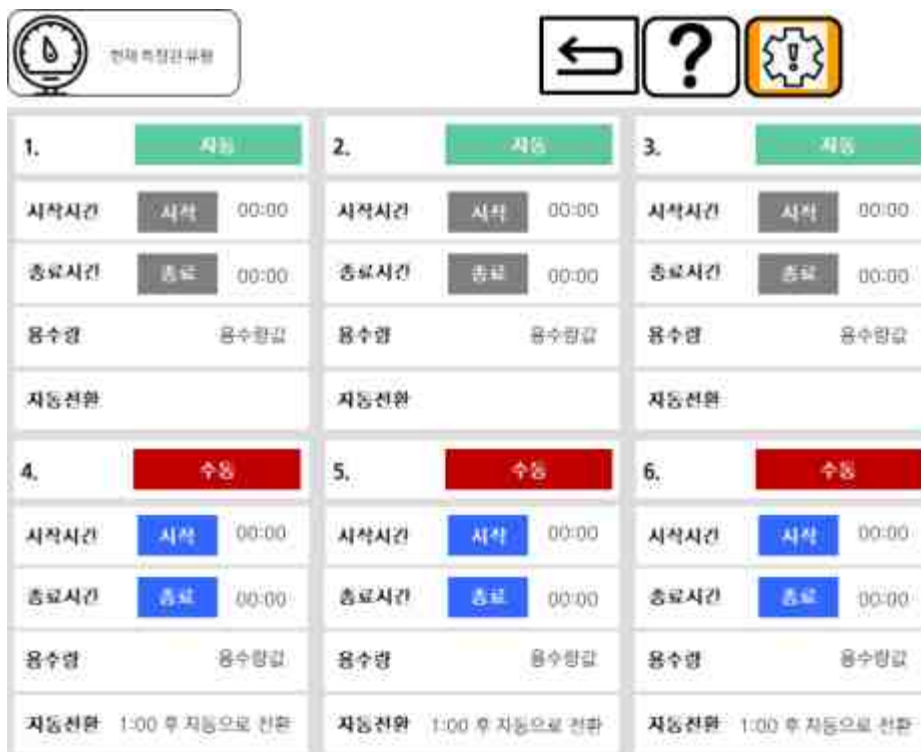 현재 측정관 유형
1. 자동
2. 자동
3. 자동
시작시간 시작 00:00
시작시간 시작 00:00
시작시간 시작 00:00
종료시간 종료 00:00
종료시간 종료 00:00
종료시간 종료 00:00
용수량 용수량값
용수량 용수량값
용수량 용수량값
자동전환
자동전환
자동전환
4. 수동
5. 수동
6. 수동
시작시간 시작 00:00
시작시간 시작 00:00
시작시간 시작 00:00
종료시간 종료 00:00
종료시간 종료 00:00
종료시간 종료 00:00
용수량 용수량값
용수량 용수량값
용수량 용수량값
자동전환 1:00 후 자동으로 전환
자동전환 1:00 후 자동으로 전환
자동전환 1:00 후 자동으로 전환